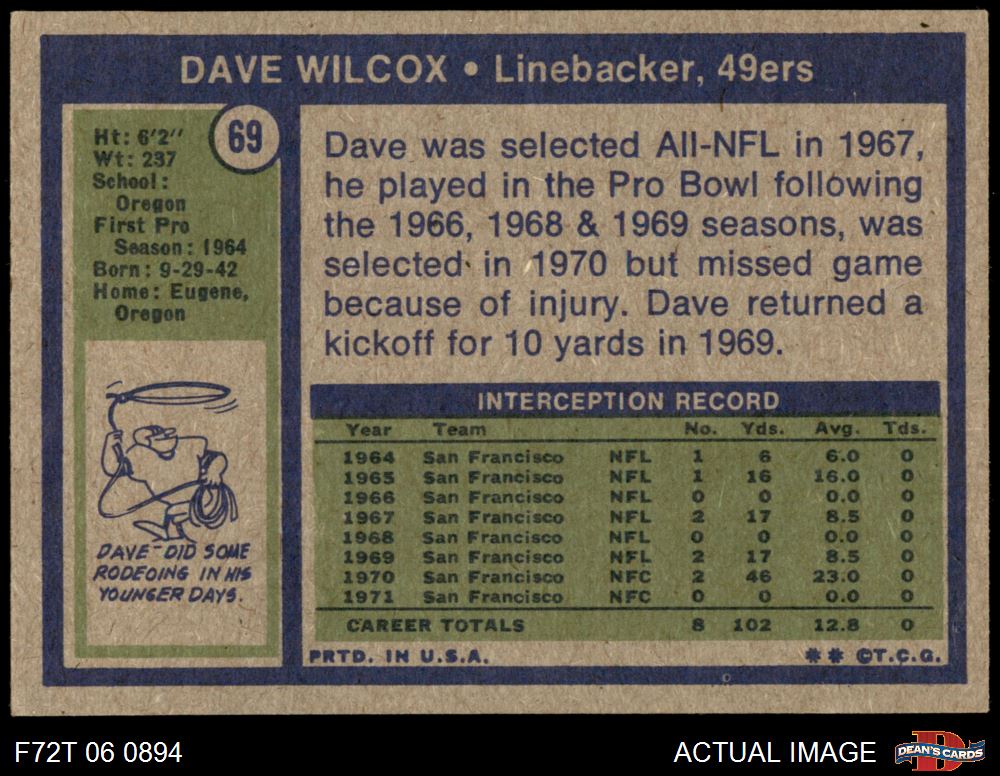 DAVE WILCOX • Linebacker, 49ers
69
Ht: 6'2''
Wt: 237
School:
Oregon
First Pro
Season: 1964
Born: 9-29-42
Home: Eugene,
Oregon
DAVE DID SOME
RODEOING IN HIS
YOUNGER DAYS.
Dave was selected All-NFL in 1967,
he played in the Pro Bowl following
the 1966, 1968 & 1969 seasons, was
selected in 1970 but missed game
because of injury. Dave returned a
kickoff for 10 yards in 1969.
INTERCEPTION RECORD
Year Team No. Yds. Avg. Tds.
1964 San Francisco NFL 1 6 6.0 0
1965 San Francisco NFL 1 16 16.0 0
1966 San Francisco NFL 0 0 0.0 0
1967 San Francisco NFL 2 17 8.5 0
1968 San Francisco NFL 0 0 0.0 0
1969 San Francisco NFL 2 17 8.5 0
1970 San Francisco NFC 2 46 23.0 0
1971 San Francisco NFC 0 0 0.0 0
CAREER TOTALS 8 102 12.8 0
PRTD. IN U.S.A. ** ©T.C.G.
F72T 06 0894 ACTUAL IMAGE DEAN'S CARDS